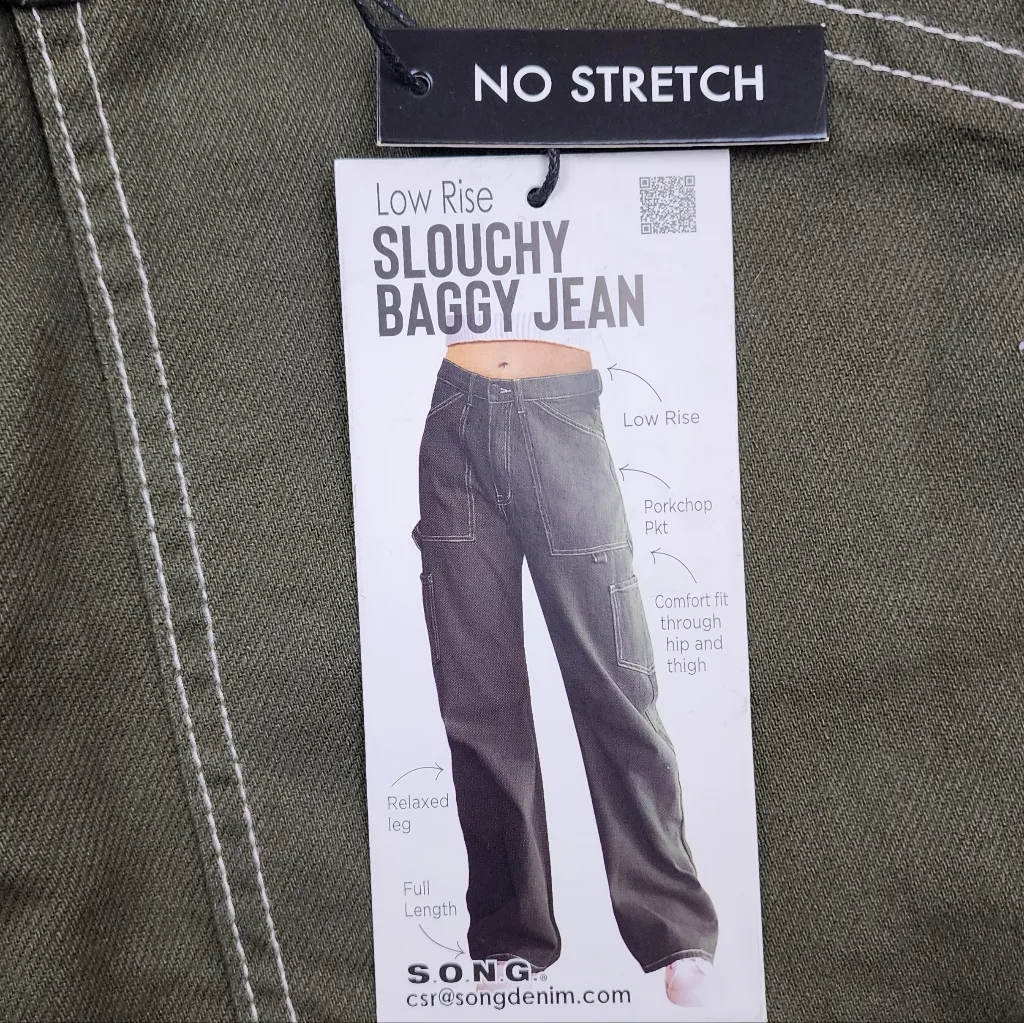 NO STRETCH
Low Rise
SLOUCHY
BAGGY JEAN
Low Rise
Porkchop
Pkt
Comfort fit
through
hip and
thigh
Relaxed
leg
Full
Length
S.O.N.G.®
csr@songdenim.com